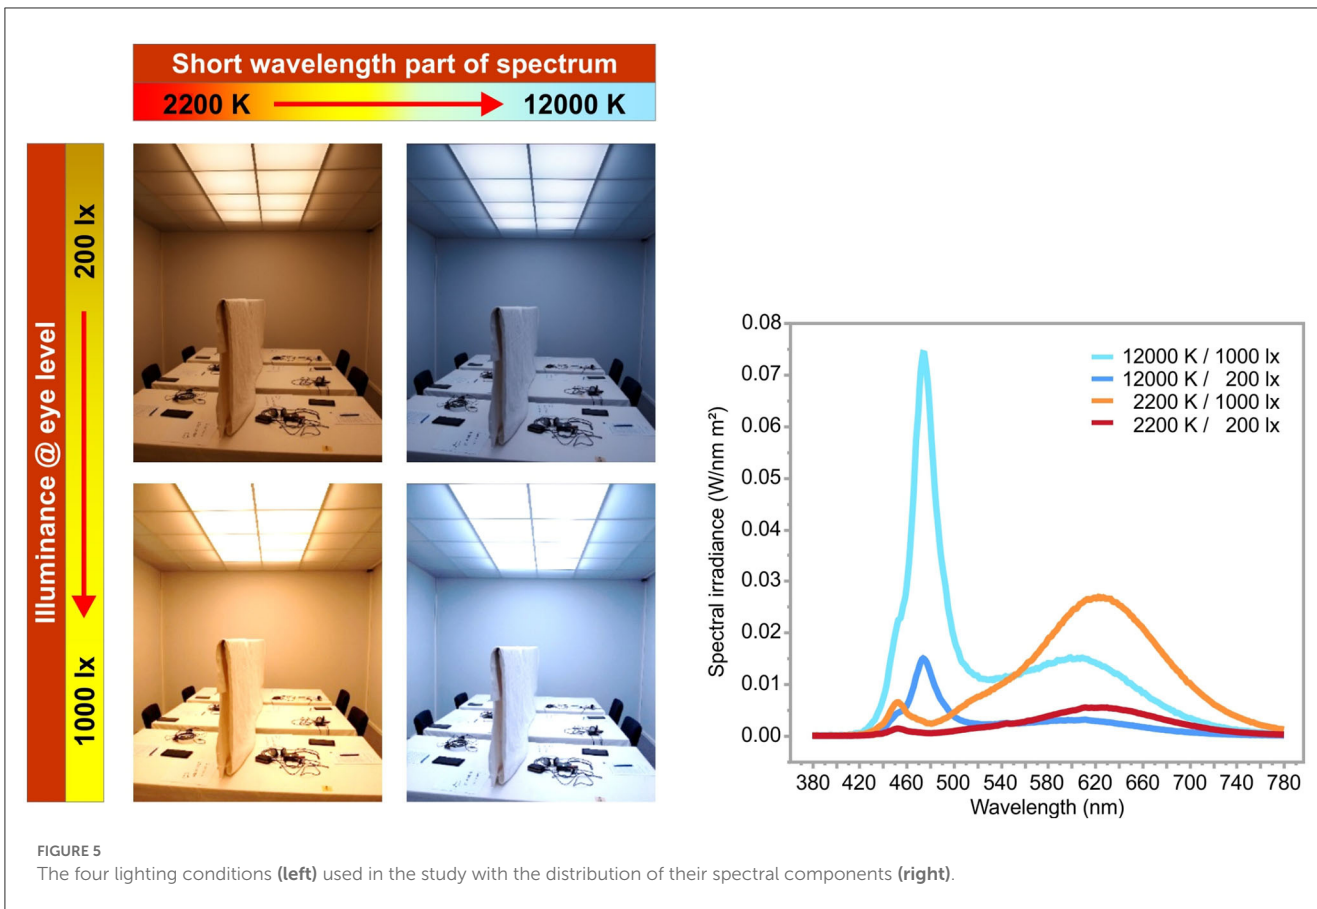 Short wavelength part of spectrum
2200 K
12000 K
Illuminance @ eye level
200 lx
1000 lx
0.08
0.07
0.06
0.05
0.04
0.03
0.02
0.01
0.00
Spectral irradiance (W/nm m²)
12000 K / 1000 lx
12000 K / 200 lx
2200 K / 1000 lx
2200 K / 200 lx
380 420 460 500 540 580 620 660 700 740 780
Wavelength (nm)
FIGURE 5
The four lighting conditions (left) used in the study with the distribution of their spectral components (right).